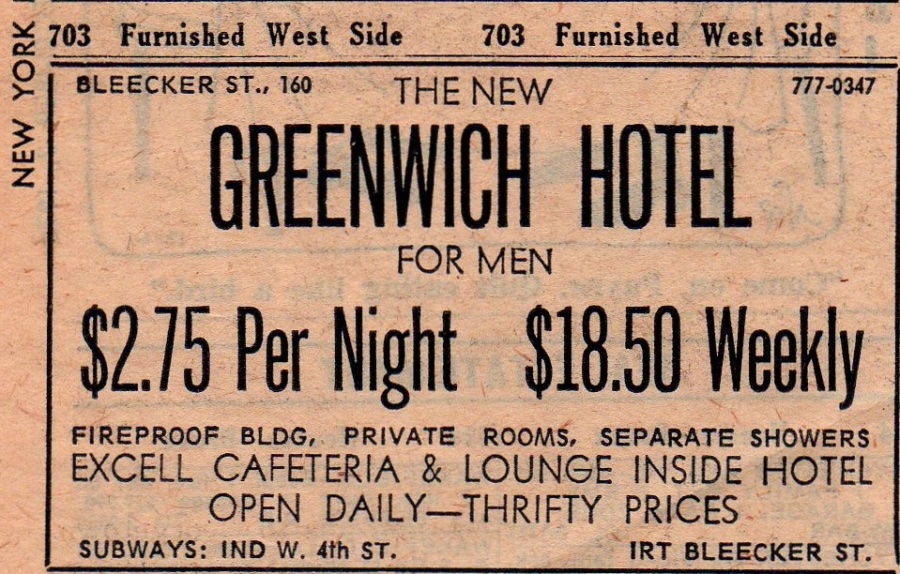 NEW YORK
703 Furnished West Side 703 Furnished West Side
BLEECKER ST., 160 THE NEW 777-0347
GREENWICH HOTEL
FOR MEN
$2.75 Per Night $18.50 Weekly
FIREPROOF BLDG, PRIVATE ROOMS, SEPARATE SHOWERS
EXCELL CAFETERIA & LOUNGE INSIDE HOTEL
OPEN DAILY—THRIFTY PRICES
SUBWAYS: IND W. 4th ST. IRT BLEECKER ST.